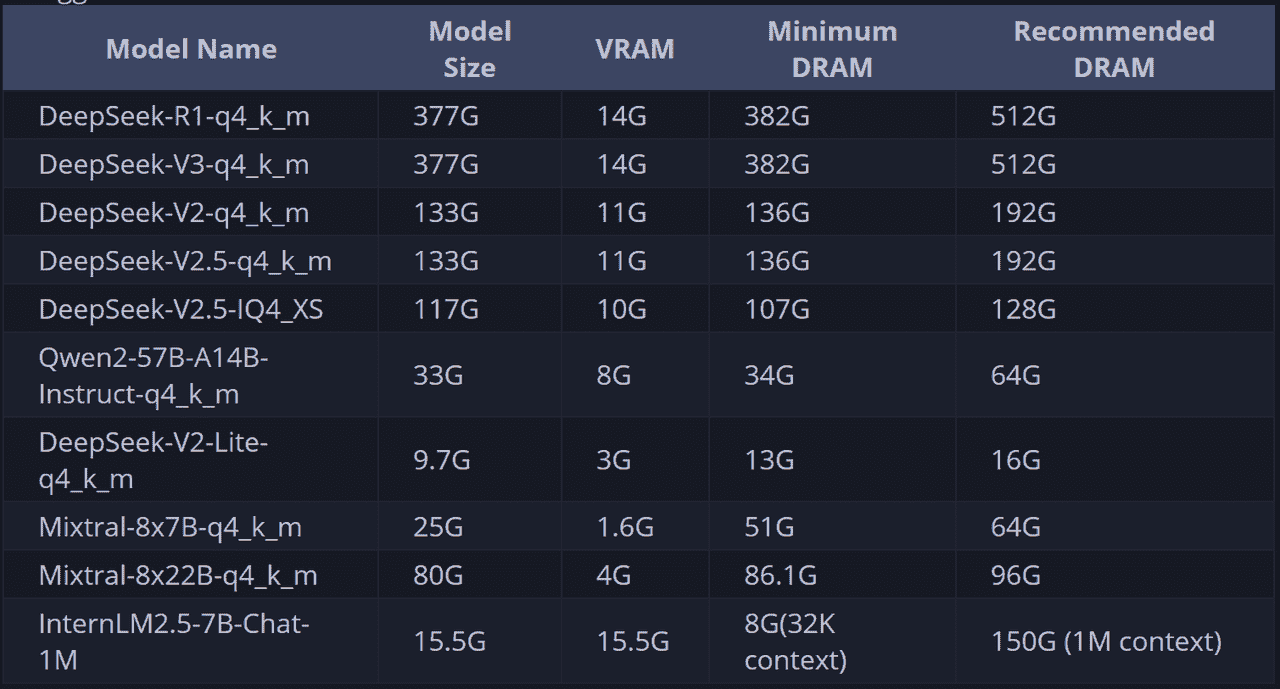 Model Name
Model
Size
VRAM
Minimum
DRAM
Recommended
DRAM
DeepSeek-R1-q4_k_m 377G 14G 382G 512G
DeepSeek-V3-q4_k_m 377G 14G 382G 512G
DeepSeek-V2-q4_k_m 133G 11G 136G 192G
DeepSeek-V2.5-q4_k_m 133G 11G 136G 192G
DeepSeek-V2.5-IQ4_XS 117G 10G 107G 128G
Qwen2-57B-A14B-
Instruct-q4_k_m
33G 8G 34G 64G
DeepSeek-V2-Lite-
q4_k_m
9.7G 3G 13G 16G
Mixtral-8x7B-q4_k_m 25G 1.6G 51G 64G
Mixtral-8x22B-q4_k_m 80G 4G 86.1G 96G
InternLM2.5-7B-Chat-
1M
15.5G 15.5G
8G(32K
context)
150G (1M context)